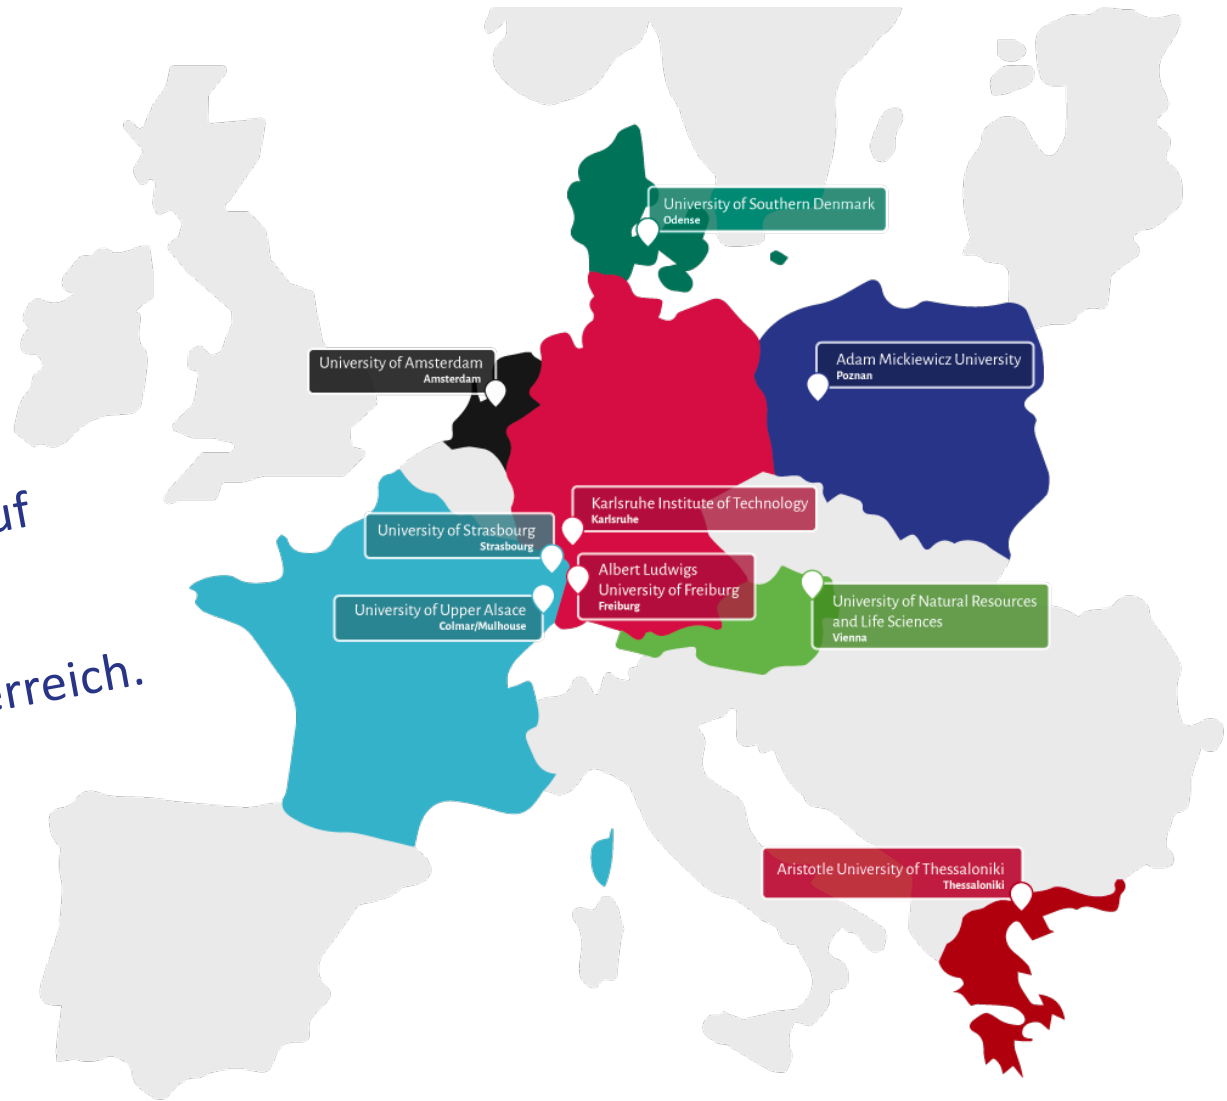 University of Southern Denmark
Odense
University of Amsterdam
Amsterdam
Adam Mickiewicz University
Poznan
Karlsruhe Institute of Technology
Karlsruhe
University of Strasbourg
Strasbourg
Albert Ludwigs
University of Freiburg
Freiburg
University of Upper Alsace
Colmar/Mulhouse
University of Natural Resources
and Life Sciences
Vienna
Aristotle University of Thessaloniki
Thessaloniki